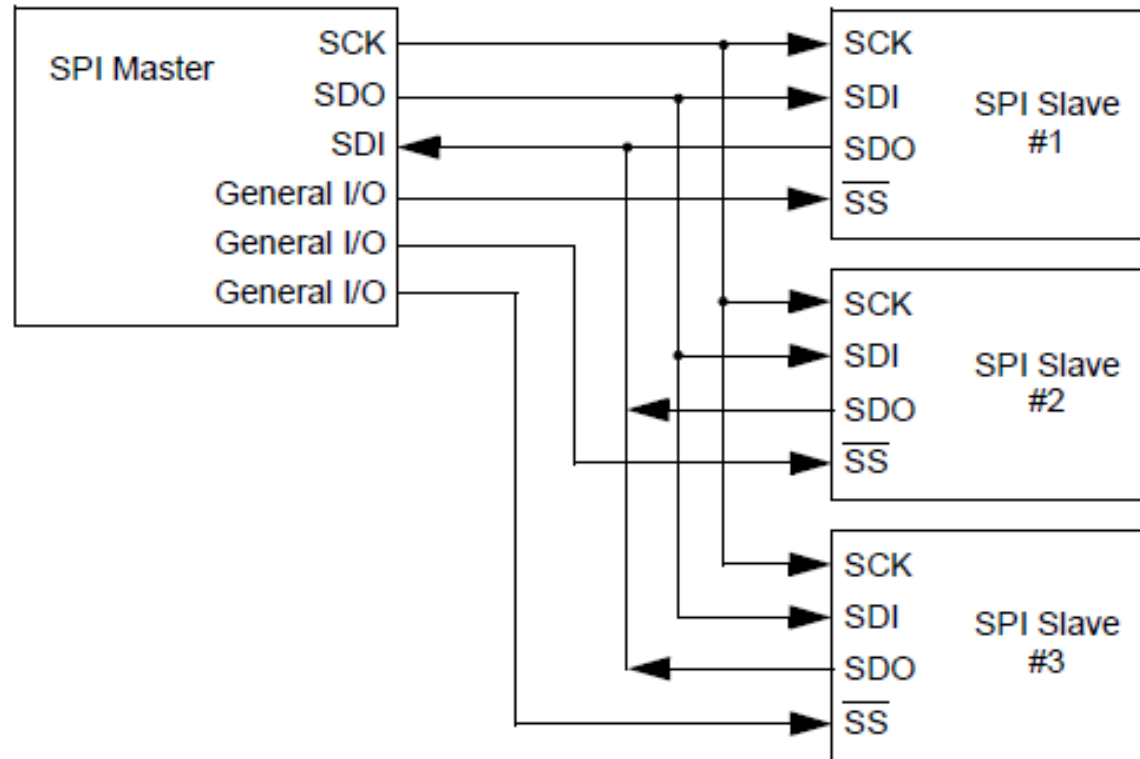 SPI Master
SCK
SDO
SDI
General I/O
General I/O
General I/O
SCK
SDI
SDO
SS
SPI Slave
#1
SCK
SDI
SDO
SS
SPI Slave
#2
SCK
SDI
SDO
SS
SPI Slave
#3